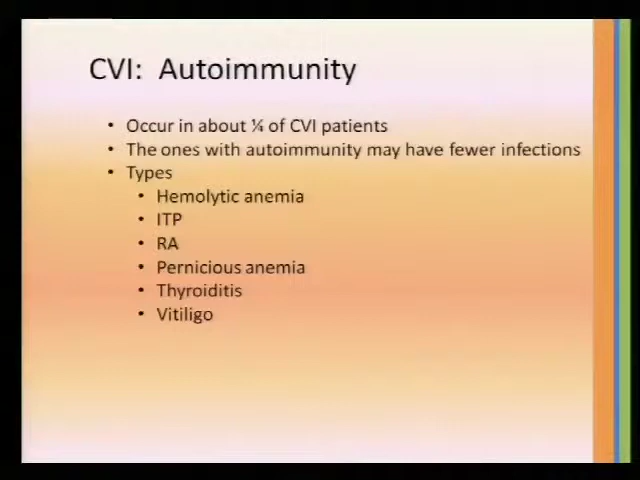 CVI: Autoimmunity
• Occur in about ¼ of CVI patients
• The ones with autoimmunity may have fewer infections
• Types
• Hemolytic anemia
• ITP
• RA
• Pernicious anemia
• Thyroiditis
• Vitiligo